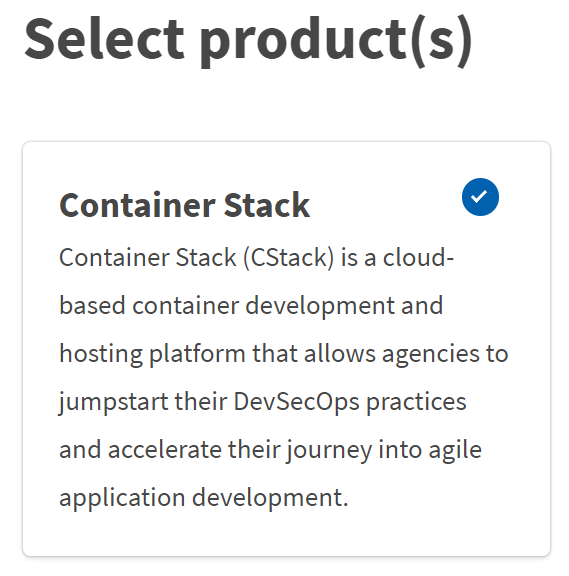 Select product(s)
Container Stack
Container Stack (CStack) is a cloud-
based container development and
hosting platform that allows agencies to
jumpstart their DevSecOps practices
and accelerate their journey into agile
application development.